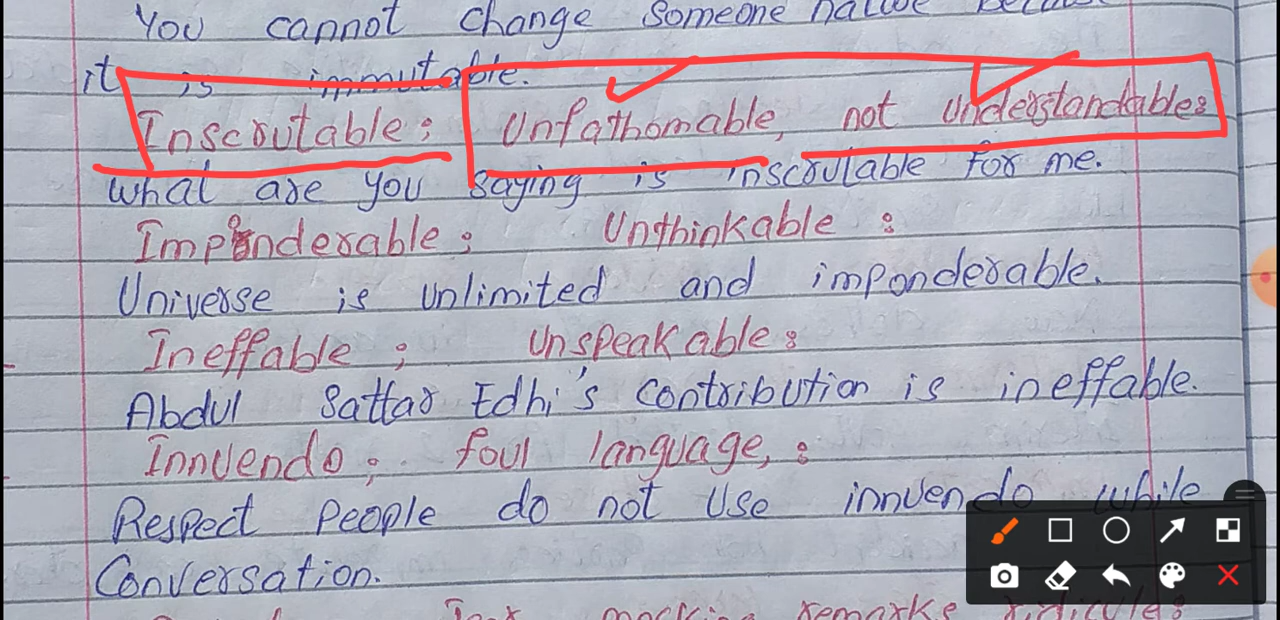 You cannot change someone
it is immutable.
Inscrutable: Unfathomable, not Understandable:
what are you saying is inscrutable for me.
Imponderable: Unthinkable:
Universe is unlimited and imponderable.
Ineffable: Unspeakable:
Abdul Sattar Edhi's contribution is ineffable.
Innuendo: foul language,:
Respect People do not Use innuendo while
Conversation.
mocking remarks ridicule: